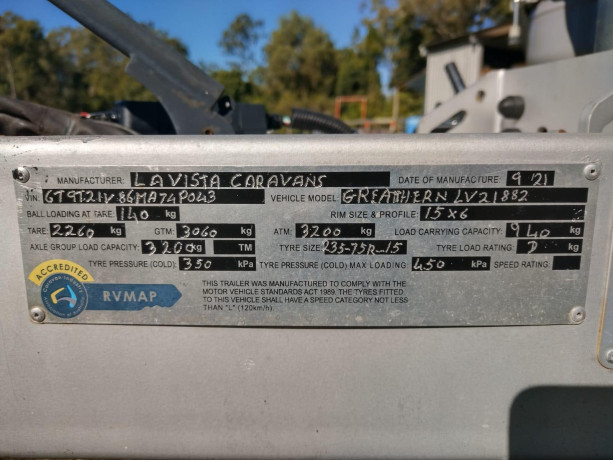 MANUFACTURER: LA VISTA CARAVANS DATE OF MANUFACTURE: 9 21
VIN: 6T9T21V86MA74P043 VEHICLE MODEL: GREATHERN LV21882
BALL LOADING AT TARE: 140 kg RIM SIZE & PROFILE: 15X6
TARE: 2260 kg GTM: 3060 kg ATM: 3200 kg LOAD CARRYING CAPACITY: 940 kg
AXLE GROUP LOAD CAPACITY: 3200 kg TM TYRE SIZE: 235-75R-15 TYRE LOAD RATING: D
TYRE PRESSURE (COLD): 350 kPa TYRE PRESSURE (COLD) MAX LOADING: 450 kPa SPEED RATING:
ACCREDITED
RVMAP
THIS TRAILER WAS MANUFACTURED TO COMPLY WITH THE
MOTOR VEHICLE STANDARDS ACT 1989. THE TYRES FITTED
TO THIS VEHICLE SHALL HAVE A SPEED CATEGORY NOT LESS
THAN "L" (120km/h)